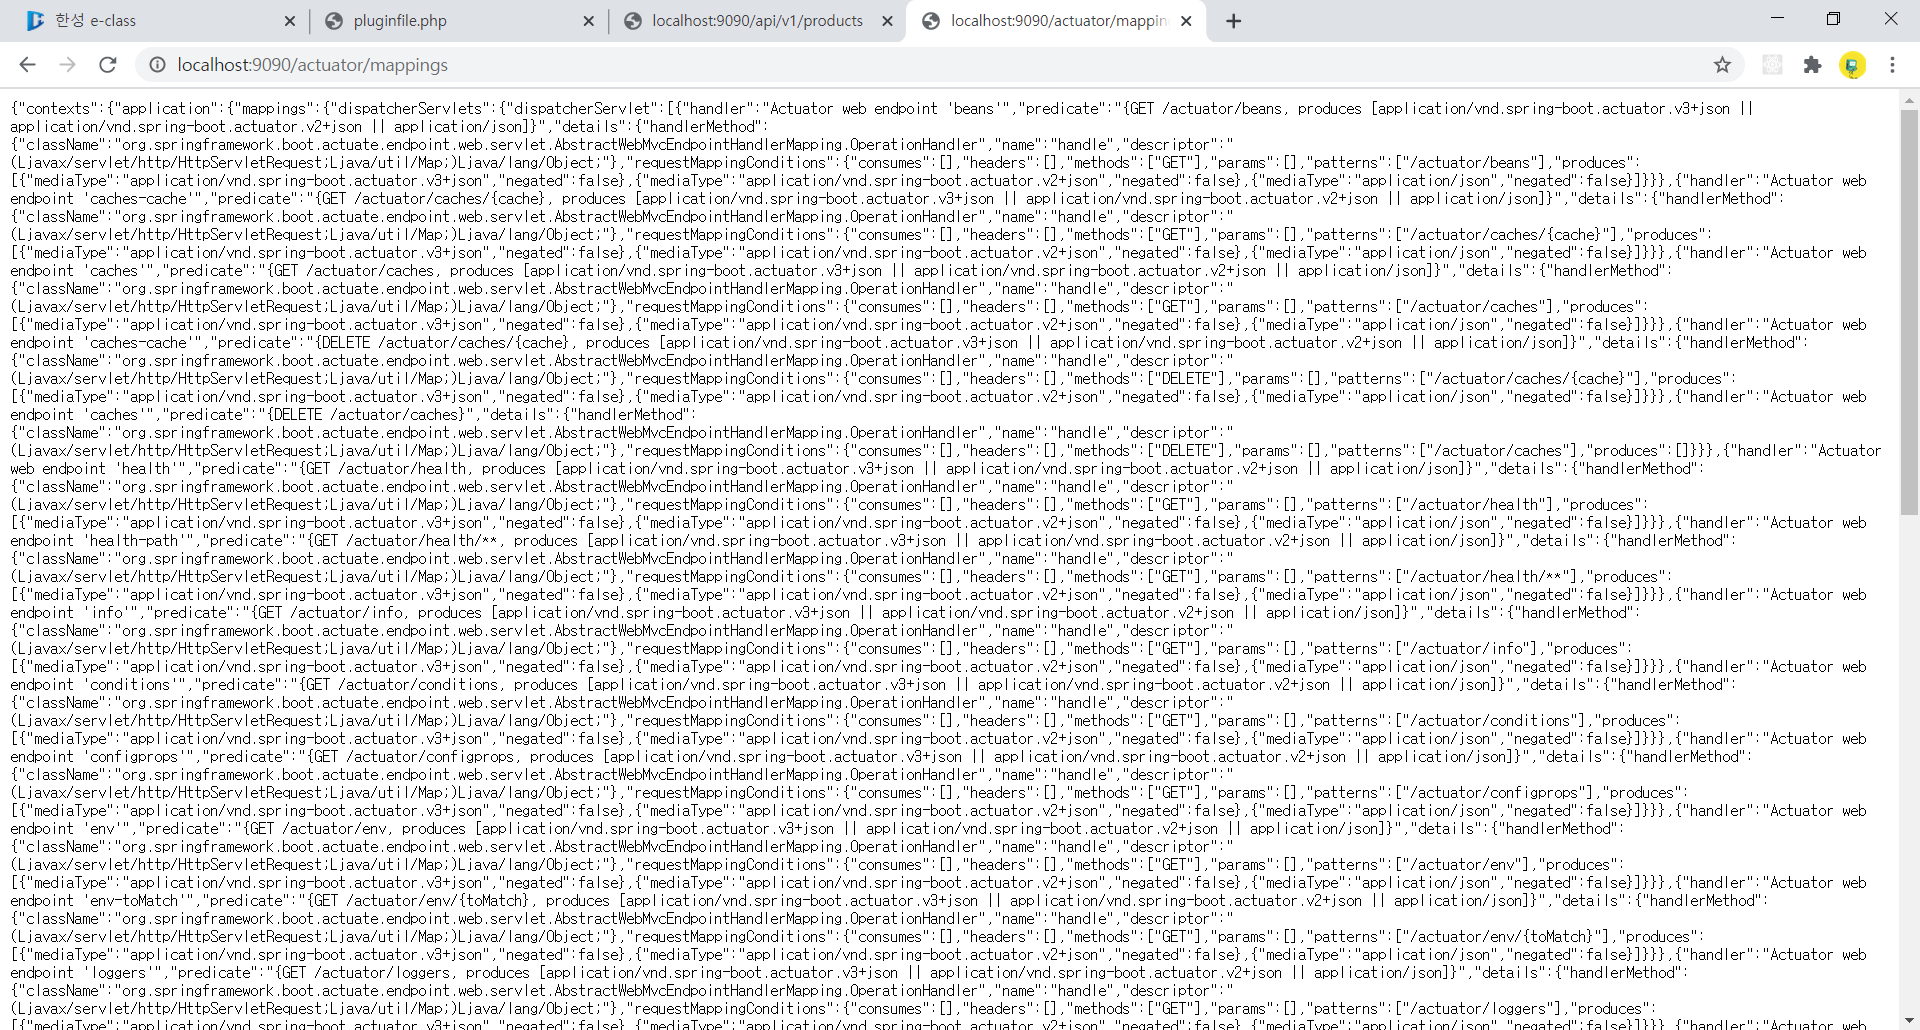 한성 e-class
pluginfile.php
localhost:9090/api/v1/products
localhost:9090/actuator/mappin
localhost:9090/actuator/mappings
{"contexts":{"application":{"mappings":{"dispatcherServlets":{"dispatcherServlet":[{"handler":"Actuator web endpoint 'beans'","predicate":"{GET /actuator/beans, produces [application/vnd.spring-boot.actuator.v3+json ||
application/vnd.spring-boot.actuator.v2+json || application/json]}","details":{"handlerMethod":
{"className":"org.springframework.boot.actuate.endpoint.web.servlet.AbstractWebMvcEndpointHandlerMapping.OperationHandler","name":"handle","descriptor":"
(Ljavax/servlet/http/HttpServletRequest;Ljava/util/Map;)Ljava/lang/Object;"},"requestMappingConditions":{"consumes":[],"headers":[],"methods":["GET"],"params":[],"patterns":["/actuator/beans"],"produces":
[{"mediaType":"application/vnd.spring-boot.actuator.v3+json","negated":false},{"mediaType":"application/vnd.spring-boot.actuator.v2+json","negated":false},{"mediaType":"application/json","negated":false}]}}},{"handler":"Actuator web
endpoint 'caches-cache'","predicate":"{GET /actuator/caches/{cache}, produces [application/vnd.spring-boot.actuator.v3+json || application/vnd.spring-boot.actuator.v2+json || application/json]}","details":{"handlerMethod":
{"className":"org.springframework.boot.actuate.endpoint.web.servlet.AbstractWebMvcEndpointHandlerMapping.OperationHandler","name":"handle","descriptor":"
(Ljavax/servlet/http/HttpServletRequest;Ljava/util/Map;)Ljava/lang/Object;"},"requestMappingConditions":{"consumes":[],"headers":[],"methods":["GET"],"params":[],"patterns":["/actuator/caches/{cache}"],"produces":
[{"mediaType":"application/vnd.spring-boot.actuator.v3+json","negated":false},{"mediaType":"application/vnd.spring-boot.actuator.v2+json","negated":false},{"mediaType":"application/json","negated":false}]}}},{"handler":"Actuator web
endpoint 'caches'","predicate":"{GET /actuator/caches, produces [application/vnd.spring-boot.actuator.v3+json || application/vnd.spring-boot.actuator.v2+json || application/json]}","details":{"handlerMethod":
{"className":"org.springframework.boot.actuate.endpoint.web.servlet.AbstractWebMvcEndpointHandlerMapping.OperationHandler","name":"handle","descriptor":"
(Ljavax/servlet/http/HttpServletRequest;Ljava/util/Map;)Ljava/lang/Object;"},"requestMappingConditions":{"consumes":[],"headers":[],"methods":["GET"],"params":[],"patterns":["/actuator/caches"],"produces":
[{"mediaType":"application/vnd.spring-boot.actuator.v3+json","negated":false},{"mediaType":"application/vnd.spring-boot.actuator.v2+json","negated":false},{"mediaType":"application/json","negated":false}]}}},{"handler":"Actuator web
endpoint 'caches-cache'","predicate":"{DELETE /actuator/caches/{cache}, produces [application/vnd.spring-boot.actuator.v3+json || application/vnd.spring-boot.actuator.v2+json || application/json]}","details":{"handlerMethod":
{"className":"org.springframework.boot.actuate.endpoint.web.servlet.AbstractWebMvcEndpointHandlerMapping.OperationHandler","name":"handle","descriptor":"
(Ljavax/servlet/http/HttpServletRequest;Ljava/util/Map;)Ljava/lang/Object;"},"requestMappingConditions":{"consumes":[],"headers":[],"methods":["DELETE"],"params":[],"patterns":["/actuator/caches/{cache}"],"produces":
[{"mediaType":"application/vnd.spring-boot.actuator.v3+json","negated":false},{"mediaType":"application/vnd.spring-boot.actuator.v2+json","negated":false},{"mediaType":"application/json","negated":false}]}}},{"handler":"Actuator web
endpoint 'caches'","predicate":"{DELETE /actuator/caches}","details":{"handlerMethod":
{"className":"org.springframework.boot.actuate.endpoint.web.servlet.AbstractWebMvcEndpointHandlerMapping.OperationHandler","name":"handle","descriptor":"
(Ljavax/servlet/http/HttpServletRequest;Ljava/util/Map;)Ljava/lang/Object;"},"requestMappingConditions":{"consumes":[],"headers":[],"methods":["DELETE"],"params":[],"patterns":["/actuator/caches"],"produces":[]}}},{"handler":"Actuator
web endpoint 'health'","predicate":"{GET /actuator/health, produces [application/vnd.spring-boot.actuator.v3+json || application/vnd.spring-boot.actuator.v2+json || application/json]}","details":{"handlerMethod":
{"className":"org.springframework.boot.actuate.endpoint.web.servlet.AbstractWebMvcEndpointHandlerMapping.OperationHandler","name":"handle","descriptor":"
(Ljavax/servlet/http/HttpServletRequest;Ljava/util/Map;)Ljava/lang/Object;"},"requestMappingConditions":{"consumes":[],"headers":[],"methods":["GET"],"params":[],"patterns":["/actuator/health"],"produces":
[{"mediaType":"application/vnd.spring-boot.actuator.v3+json","negated":false},{"mediaType":"application/vnd.spring-boot.actuator.v2+json","negated":false},{"mediaType":"application/json","negated":false}]}}},{"handler":"Actuator web
endpoint 'health-path'","predicate":"{GET /actuator/health/**, produces [application/vnd.spring-boot.actuator.v3+json || application/vnd.spring-boot.actuator.v2+json || application/json]}","details":{"handlerMethod":
{"className":"org.springframework.boot.actuate.endpoint.web.servlet.AbstractWebMvcEndpointHandlerMapping.OperationHandler","name":"handle","descriptor":"
(Ljavax/servlet/http/HttpServletRequest;Ljava/util/Map;)Ljava/lang/Object;"},"requestMappingConditions":{"consumes":[],"headers":[],"methods":["GET"],"params":[],"patterns":["/actuator/health/**"],"produces":
[{"mediaType":"application/vnd.spring-boot.actuator.v3+json","negated":false},{"mediaType":"application/vnd.spring-boot.actuator.v2+json","negated":false},{"mediaType":"application/json","negated":false}]}}},{"handler":"Actuator web
endpoint 'info'","predicate":"{GET /actuator/info, produces [application/vnd.spring-boot.actuator.v3+json || application/vnd.spring-boot.actuator.v2+json || application/json]}","details":{"handlerMethod":
{"className":"org.springframework.boot.actuate.endpoint.web.servlet.AbstractWebMvcEndpointHandlerMapping.OperationHandler","name":"handle","descriptor":"
(Ljavax/servlet/http/HttpServletRequest;Ljava/util/Map;)Ljava/lang/Object;"},"requestMappingConditions":{"consumes":[],"headers":[],"methods":["GET"],"params":[],"patterns":["/actuator/info"],"produces":
[{"mediaType":"application/vnd.spring-boot.actuator.v3+json","negated":false},{"mediaType":"application/vnd.spring-boot.actuator.v2+json","negated":false},{"mediaType":"application/json","negated":false}]}}},{"handler":"Actuator web
endpoint 'conditions'","predicate":"{GET /actuator/conditions, produces [application/vnd.spring-boot.actuator.v3+json || application/vnd.spring-boot.actuator.v2+json || application/json]}","details":{"handlerMethod":
{"className":"org.springframework.boot.actuate.endpoint.web.servlet.AbstractWebMvcEndpointHandlerMapping.OperationHandler","name":"handle","descriptor":"
(Ljavax/servlet/http/HttpServletRequest;Ljava/util/Map;)Ljava/lang/Object;"},"requestMappingConditions":{"consumes":[],"headers":[],"methods":["GET"],"params":[],"patterns":["/actuator/conditions"],"produces":
[{"mediaType":"application/vnd.spring-boot.actuator.v3+json","negated":false},{"mediaType":"application/vnd.spring-boot.actuator.v2+json","negated":false},{"mediaType":"application/json","negated":false}]}}},{"handler":"Actuator web
endpoint 'configprops'","predicate":"{GET /actuator/configprops, produces [application/vnd.spring-boot.actuator.v3+json || application/vnd.spring-boot.actuator.v2+json || application/json]}","details":{"handlerMethod":
{"className":"org.springframework.boot.actuate.endpoint.web.servlet.AbstractWebMvcEndpointHandlerMapping.OperationHandler","name":"handle","descriptor":"
(Ljavax/servlet/http/HttpServletRequest;Ljava/util/Map;)Ljava/lang/Object;"},"requestMappingConditions":{"consumes":[],"headers":[],"methods":["GET"],"params":[],"patterns":["/actuator/configprops"],"produces":
[{"mediaType":"application/vnd.spring-boot.actuator.v3+json","negated":false},{"mediaType":"application/vnd.spring-boot.actuator.v2+json","negated":false},{"mediaType":"application/json","negated":false}]}}},{"handler":"Actuator web
endpoint 'env'","predicate":"{GET /actuator/env, produces [application/vnd.spring-boot.actuator.v3+json || application/vnd.spring-boot.actuator.v2+json || application/json]}","details":{"handlerMethod":
{"className":"org.springframework.boot.actuate.endpoint.web.servlet.AbstractWebMvcEndpointHandlerMapping.OperationHandler","name":"handle","descriptor":"
(Ljavax/servlet/http/HttpServletRequest;Ljava/util/Map;)Ljava/lang/Object;"},"requestMappingConditions":{"consumes":[],"headers":[],"methods":["GET"],"params":[],"patterns":["/actuator/env"],"produces":
[{"mediaType":"application/vnd.spring-boot.actuator.v3+json","negated":false},{"mediaType":"application/vnd.spring-boot.actuator.v2+json","negated":false},{"mediaType":"application/json","negated":false}]}}},{"handler":"Actuator web
endpoint 'env-toMatch'","predicate":"{GET /actuator/env/{toMatch}, produces [application/vnd.spring-boot.actuator.v3+json || application/vnd.spring-boot.actuator.v2+json || application/json]}","details":{"handlerMethod":
{"className":"org.springframework.boot.actuate.endpoint.web.servlet.AbstractWebMvcEndpointHandlerMapping.OperationHandler","name":"handle","descriptor":"
(Ljavax/servlet/http/HttpServletRequest;Ljava/util/Map;)Ljava/lang/Object;"},"requestMappingConditions":{"consumes":[],"headers":[],"methods":["GET"],"params":[],"patterns":["/actuator/env/{toMatch}"],"produces":
[{"mediaType":"application/vnd.spring-boot.actuator.v3+json","negated":false},{"mediaType":"application/vnd.spring-boot.actuator.v2+json","negated":false},{"mediaType":"application/json","negated":false}]}}},{"handler":"Actuator web
endpoint 'loggers'","predicate":"{GET /actuator/loggers, produces [application/vnd.spring-boot.actuator.v3+json || application/vnd.spring-boot.actuator.v2+json || application/json]}","details":{"handlerMethod":
{"className":"org.springframework.boot.actuate.endpoint.web.servlet.AbstractWebMvcEndpointHandlerMapping.OperationHandler","name":"handle","descriptor":"
(Ljavax/servlet/http/HttpServletRequest;Ljava/util/Map;)Ljava/lang/Object;"},"requestMappingConditions":{"consumes":[],"headers":[],"methods":["GET"],"params":[],"patterns":["/actuator/loggers"],"produces":
[{"mediaType":"application/vnd.spring-boot.actuator.v3+json","negated":false},{"mediaType":"application/vnd.spring-boot.actuator.v2+json","negated":false},{"mediaType":"application/json","negated":false}]}}},{"handler":"Actuator web